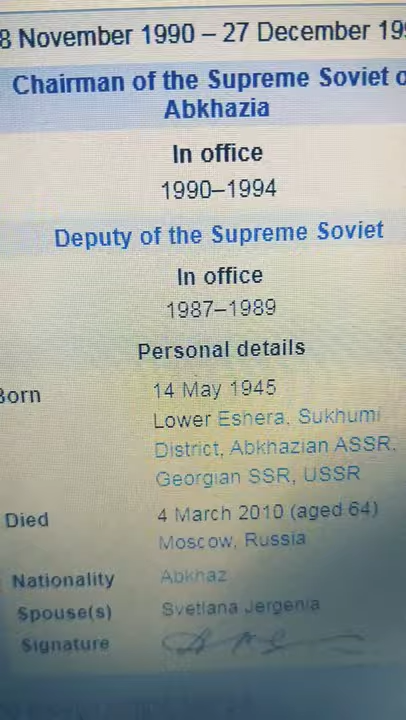 8 November 1990 – 27 December 19
Chairman of the Supreme Soviet o
Abkhazia
In office
1990–1994
Deputy of the Supreme Soviet
In office
1987–1989
Personal details
Born 14 May 1945
Lower Eshera, Sukhumi
District, Abkhazian ASSR,
Georgian SSR, USSR
Died 4 March 2010 (aged 64)
Moscow, Russia
Nationality Abkhaz
Spouse(s) Svetlana Jergenia
Signature